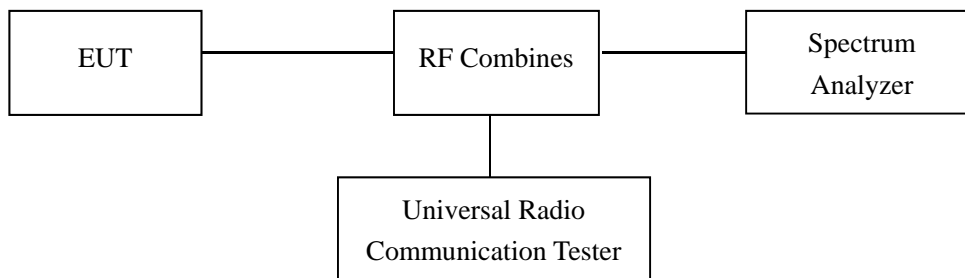 EUT
RF Combines
Spectrum
Analyzer
Universal Radio
Communication Tester